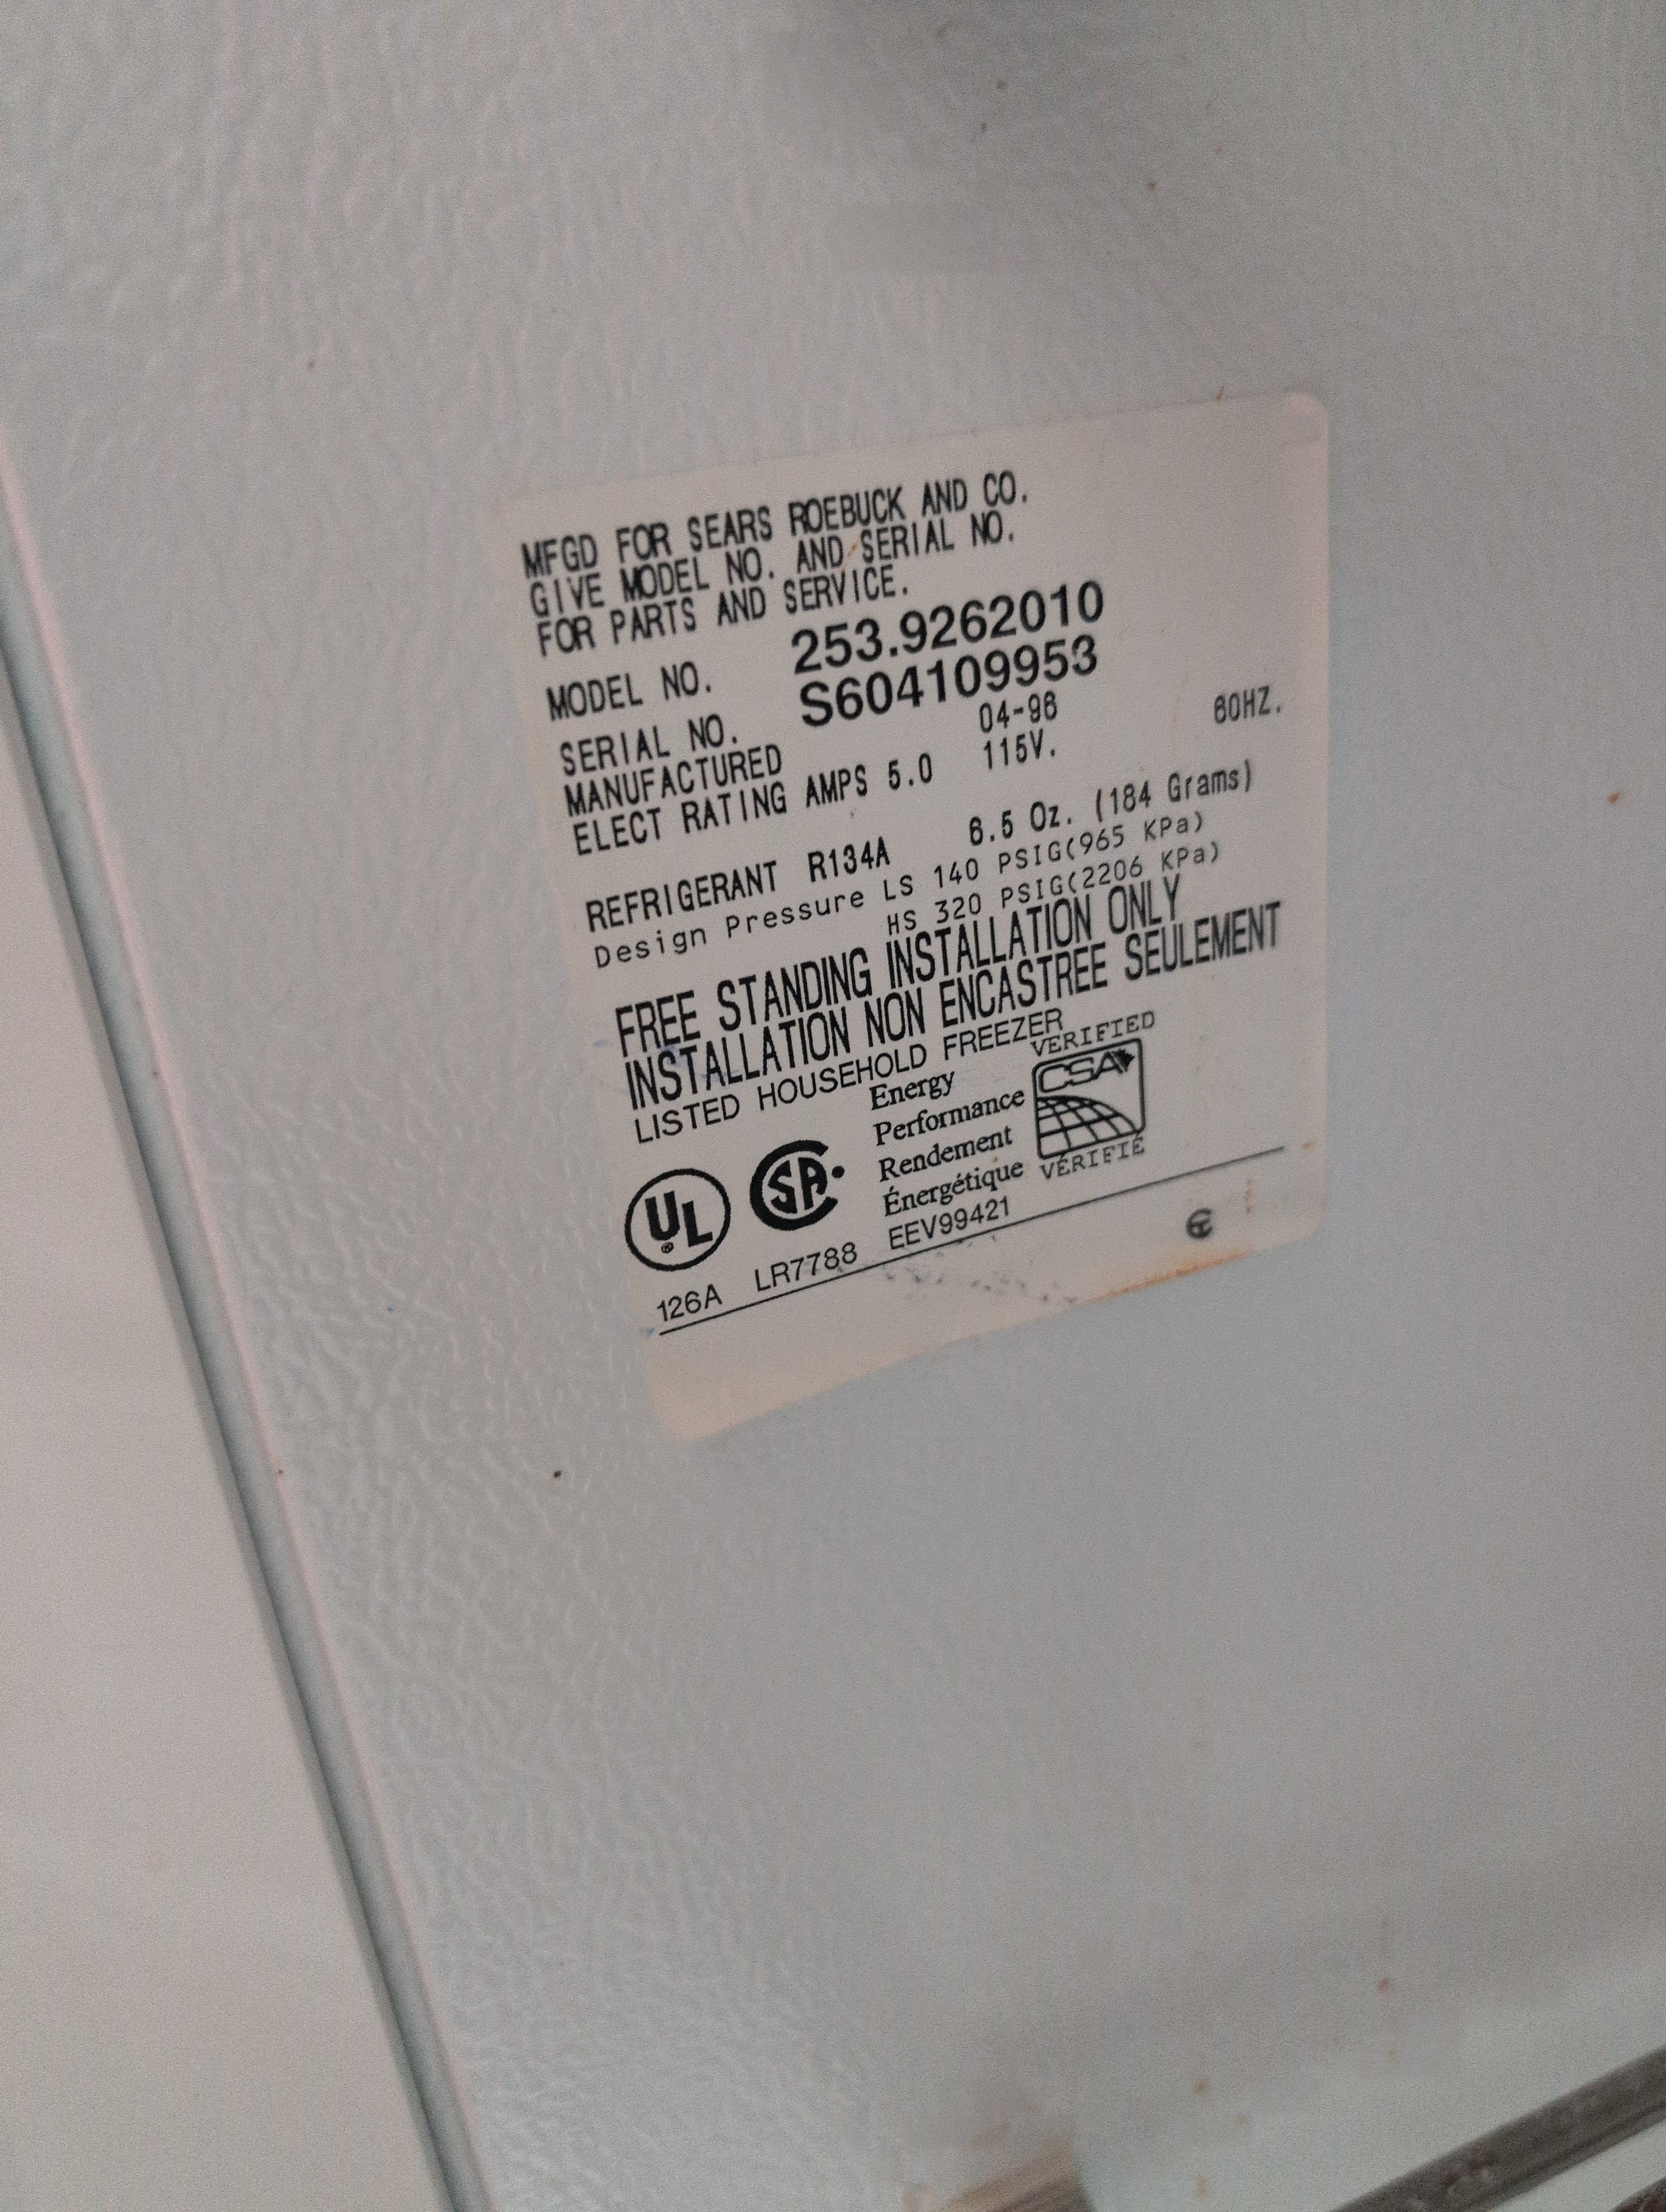 MFGD FOR SEARS ROEBUCK AND CO.
GIVE MODEL NO. AND SERIAL NO.
FOR PARTS AND SERVICE.
MODEL NO. 253.9262010
SERIAL NO. S604109953
MANUFACTURED 04-96
ELECT RATING AMPS 5.0 115V. 60HZ.
REFRIGERANT R134A 6.5 Oz. (184 Grams)
Design Pressure LS 140 PSIG(965 KPa)
HS 320 PSIG(2206 KPa)
FREE STANDING INSTALLATION ONLY
INSTALLATION NON ENCASTREE SEULEMENT
LISTED HOUSEHOLD FREEZER
UL
®
126A
SA
LR7788
Energy
Performance
Rendement
Énergétique
EEV99421
VERIFIED
CSA
VÉRIFIÉ